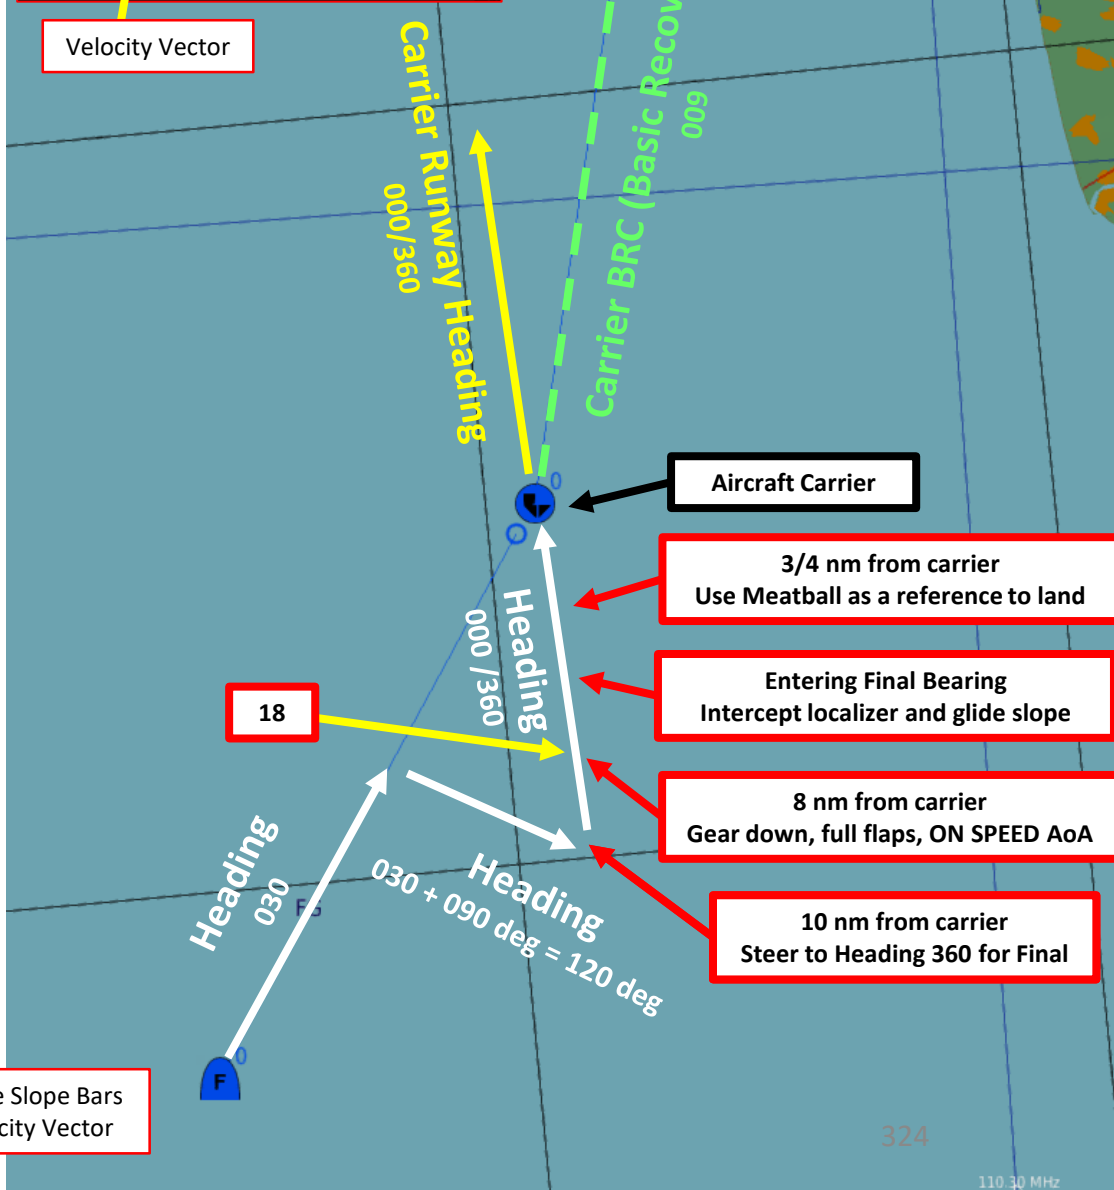 Velocity Vector
Carrier Runway Heading
000/360
Carrier BRC (Basic Recov
009
0
Aircraft Carrier
3/4 nm from carrier
Use Meatball as a reference to land
Heading
000 /360
Entering Final Bearing
Intercept localizer and glide slope
18
8 nm from carrier
Gear down, full flaps, ON SPEED AoA
Heading
030
FG
Heading
030 + 090 deg = 120 deg
10 nm from carrier
Steer to Heading 360 for Final
0
F
e Slope Bars
city Vector
324
110.30 MHz